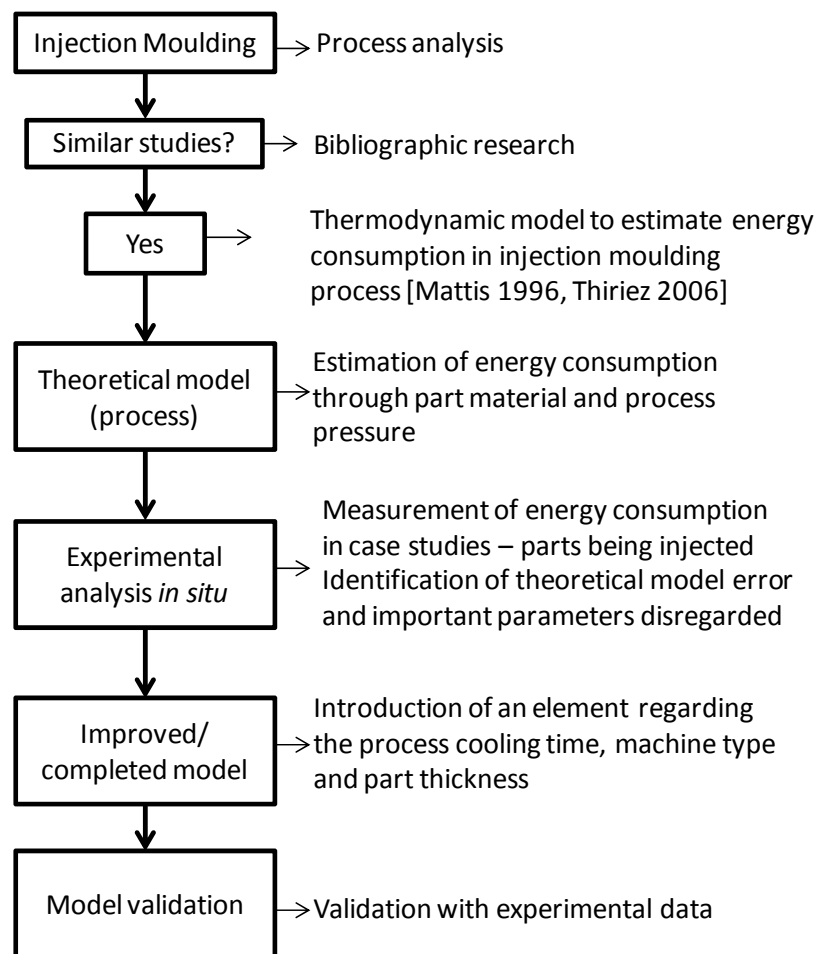 Injection Moulding
Process analysis
Similar studies?
Bibliographic research
Yes
Thermodynamic model to estimate energy
consumption in injection moulding
process [Mattis 1996, Thiriez 2006]
Theoretical model
(process)
Estimation of energy consumption
through part material and process
pressure
Experimental
analysis in situ
Measurement of energy consumption
in case studies – parts being injected
Identification of theoretical model error
and important parameters disregarded
Improved/
completed model
Introduction of an element regarding
the process cooling time, machine type
and part thickness
Model validation
Validation with experimental data